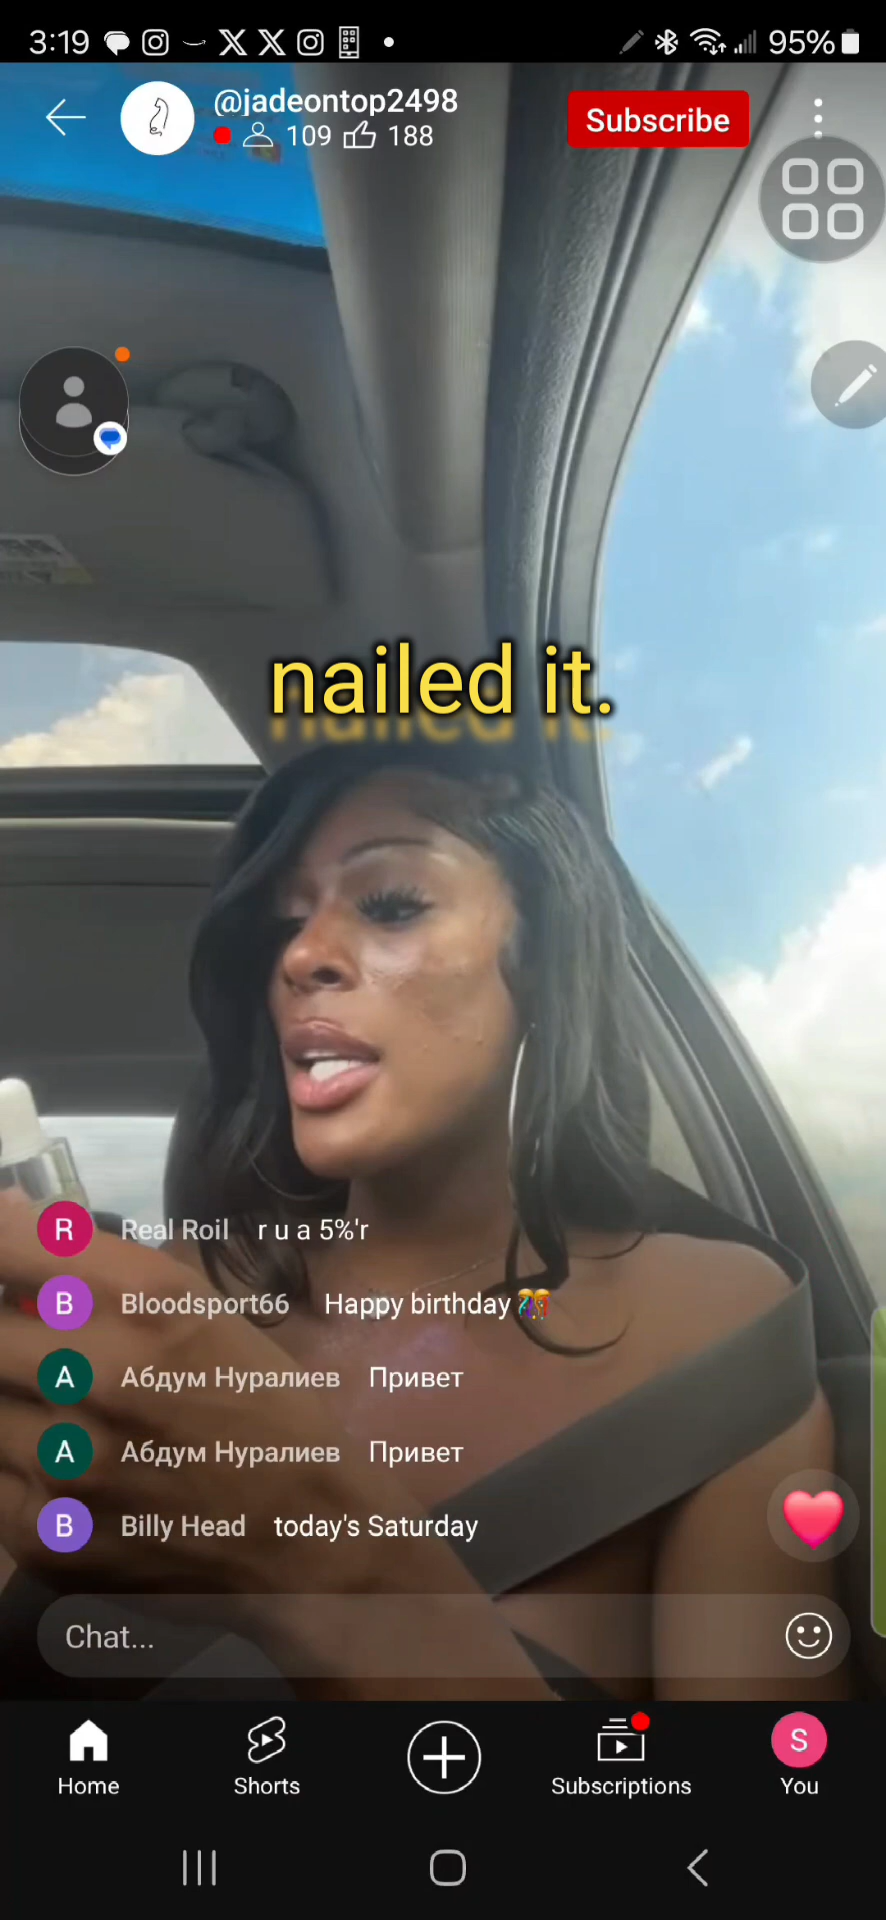 3:19 95%
@jadeontop2498
109 188
Subscribe
nailed it.
R Real Roil r u a 5%'r
B Bloodsport66 Happy birthday 🎊
А Абдум Нуралиев Привет
А Абдум Нуралиев Привет
B Billy Head today's Saturday
Chat...
S
Home Shorts Subscriptions You